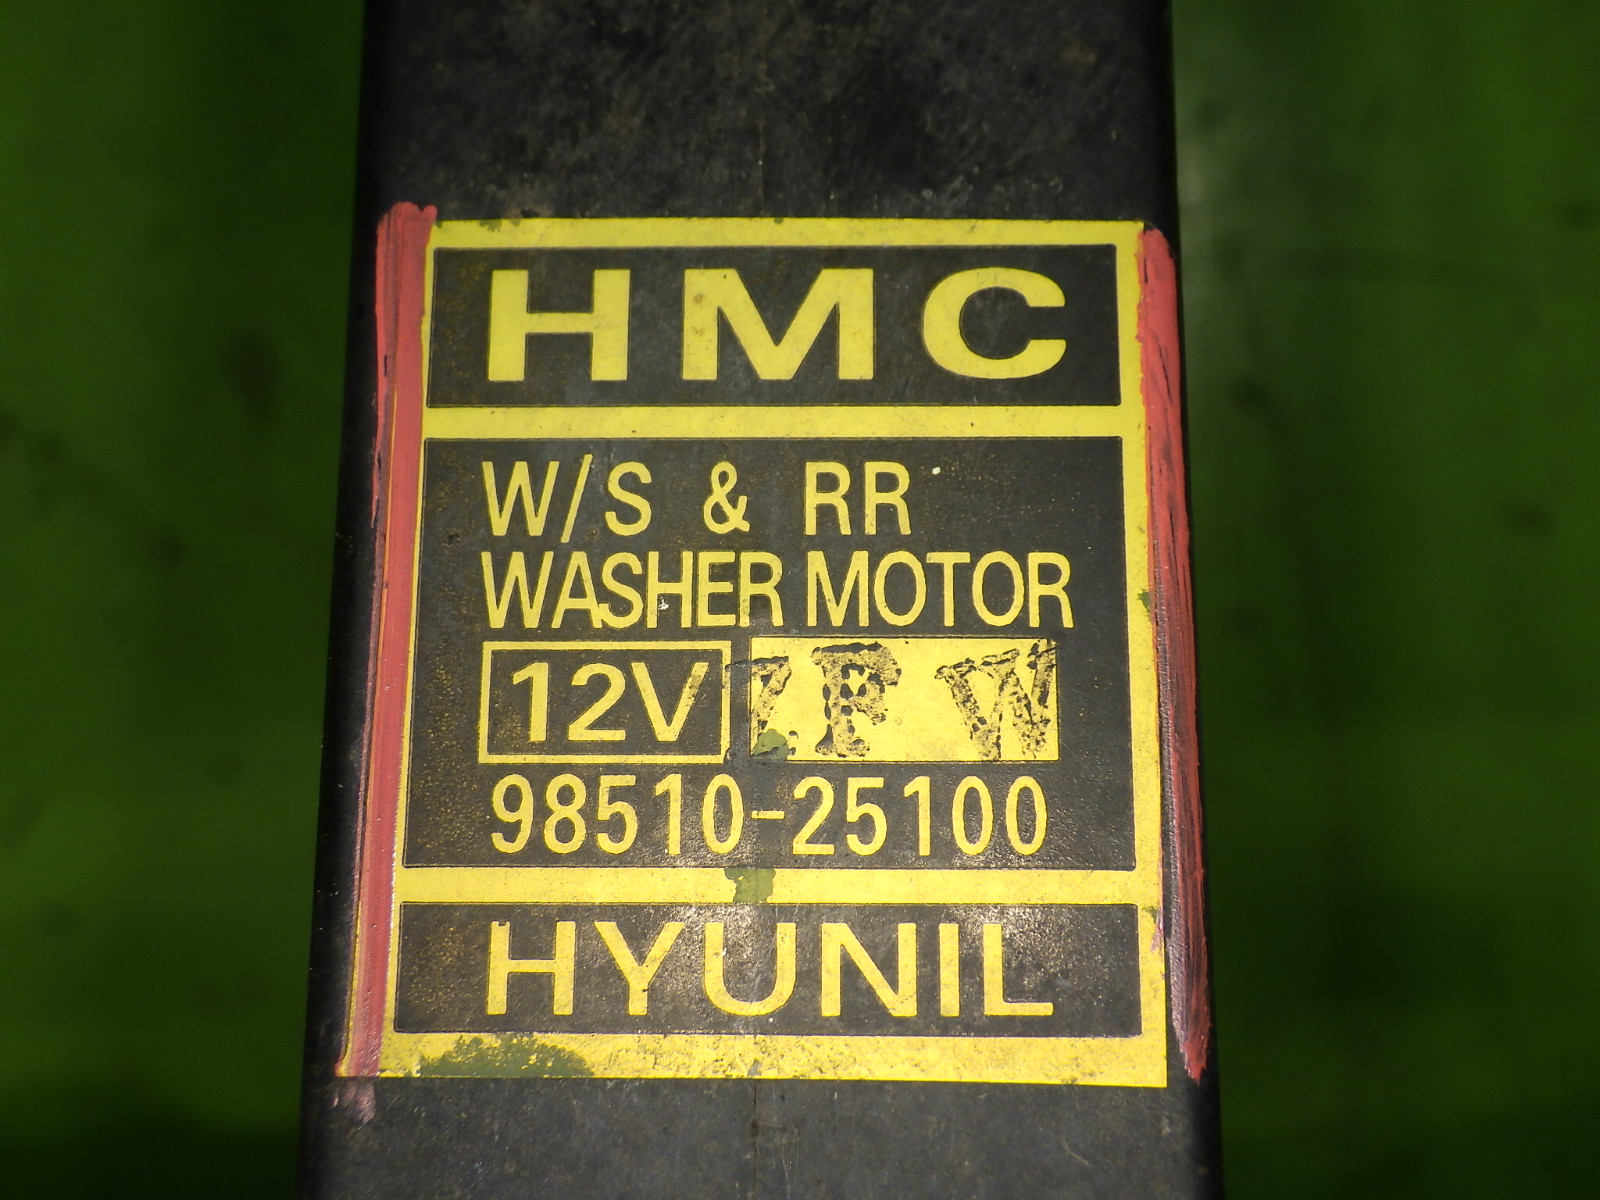 HMC
W/S & RR
WASHER MOTOR
12V
98510-25100
HYUNIL